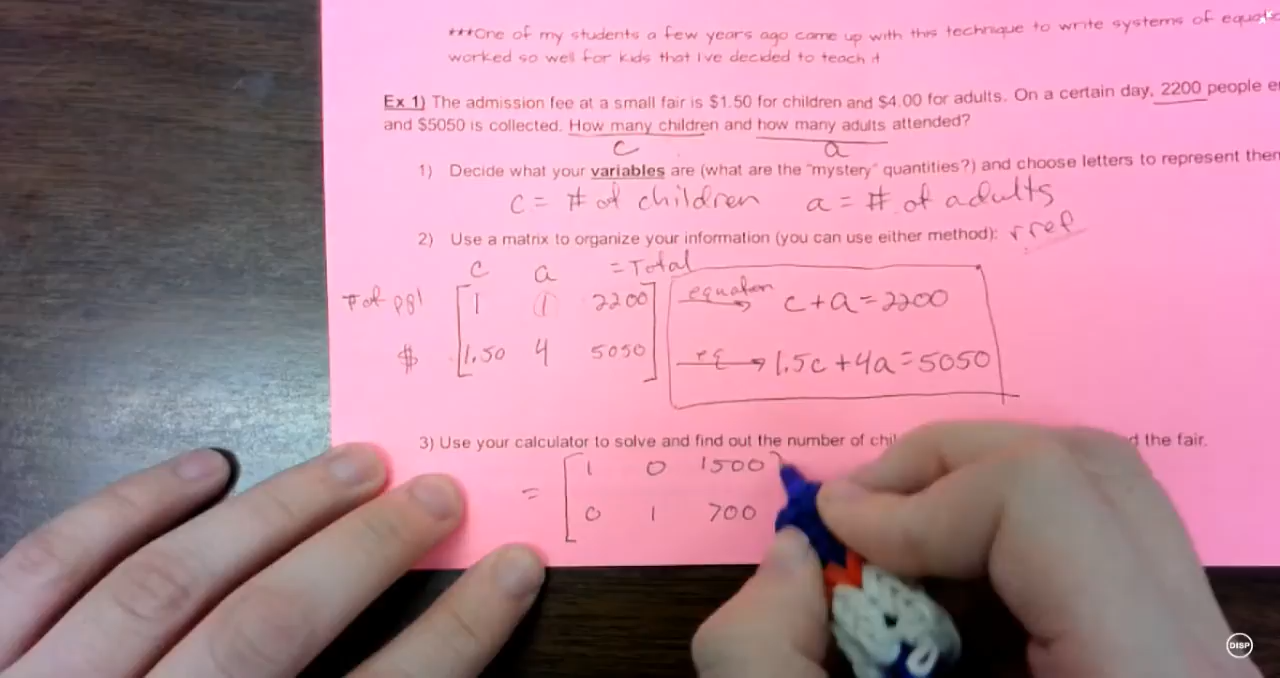 ***One of my students a few years ago came up with this technique to write systems of
worked so well for kids that I've decided to teach it
Ex 1) The admission fee at a small fair is $1.50 for children and $4.00 for adults. On a certain day, 2200 people
and $5050 is collected. How many children and how many adults attended?
c a
1) Decide what your variables are (what are the "mystery" quantities?) and choose letters to represent
c = # of children a = # of adults
2) Use a matrix to organize your information (you can use either method): rref
c a = Total
# of ppl 1 1 2200 equation c + a = 2200
$ 1.50 4 5050 eq 1.5c + 4a = 5050
3) Use your calculator to solve and find out the number of the fair.
= 1 0 1500
0 1 700
DISP